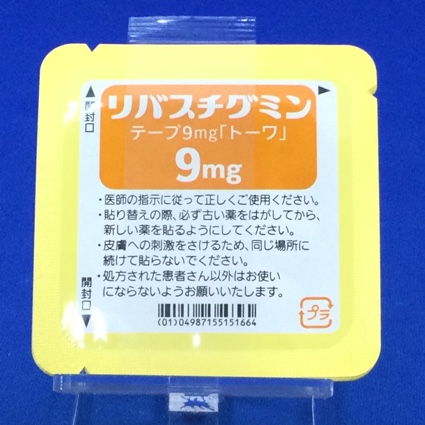 開封口
リバスチグミン
テープ9mg「トーワ」
9mg
・医師の指示に従って正しくご使用ください。
・貼り替えの際、必ず古い薬をはがしてから、
新しい薬を貼るようにしてください。
・皮膚への刺激をさけるため、同じ場所に
続けて貼らないでください。
・処方された患者さん以外はお使い
にならないようお願いいたします。
開封口
(01)04987155151664
プラ